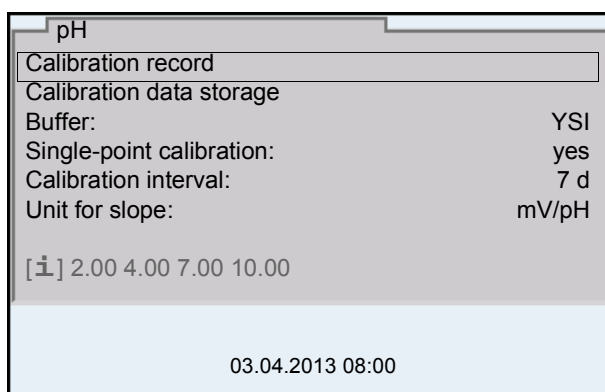 pH
Calibration record
Calibration data storage
Buffer: YSI
Single-point calibration: yes
Calibration interval: 7 d
Unit for slope: mV/pH
[i] 2.00 4.00 7.00 10.00
03.04.2013 08:00